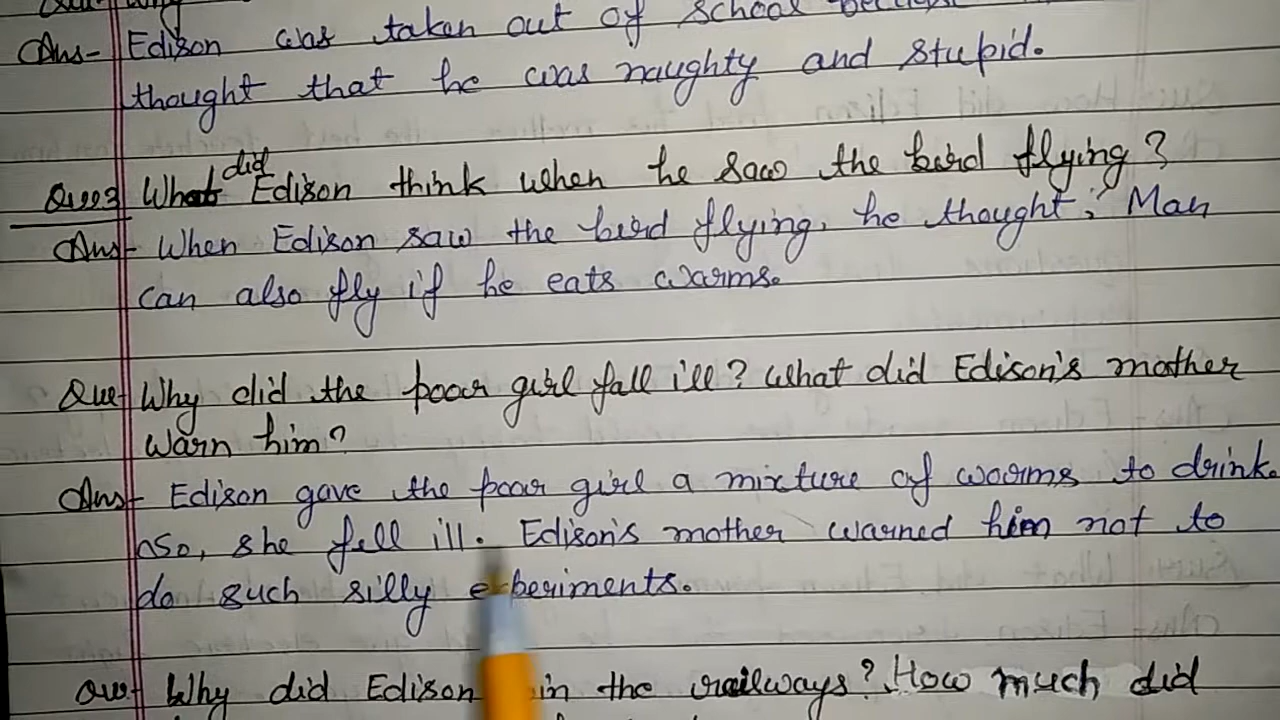 Ans- Edison was taken out of school because
thought that he was naughty and stupid.
Que3 What did Edison think when he saw the bird flying?
Ans- When Edison saw the bird flying, he thought, Man
can also fly if he eats warms.
Que- Why did the poor girl fall ill? What did Edison's mother
warn him?
Ans- Edison gave the poor girl a mixture of worms to drink.
so, she fell ill. Edison's mother warned him not to
do such silly experiments.
Que- Why did Edison in the railways? How much did